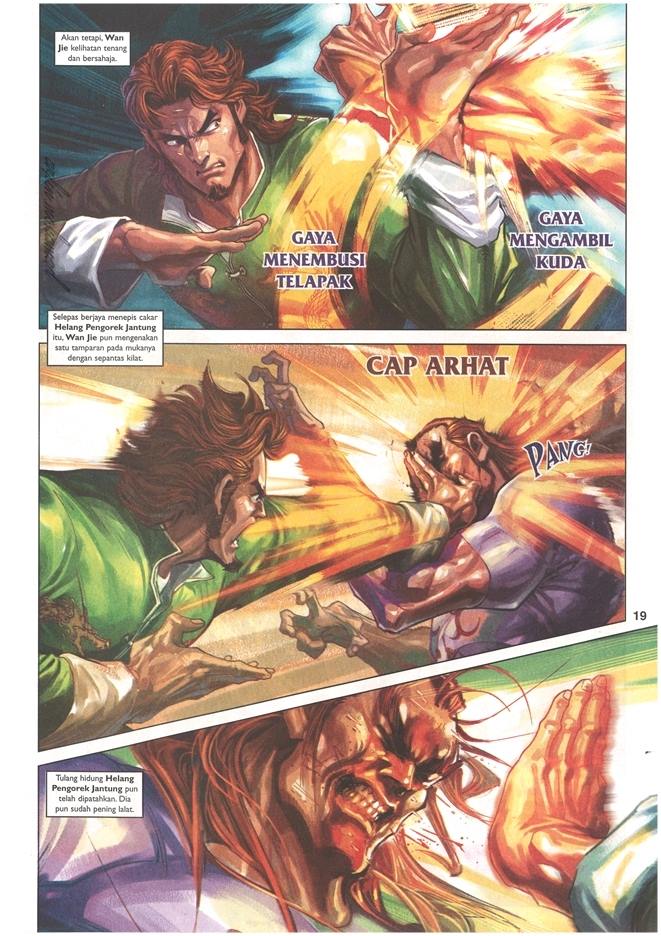 Akan tetapi, Wan
Jie kelihatan tenang
dan bersahaja.
GAYA
MENEMBUSI
TELAPAK
GAYA
MENGAMBIL
KUDA
Selepas berjaya menepis cakar
Helang Pengorek Jantung
itu, Wan Jie pun mengenakan
satu tamparan pada mukanya
dengan sepantas kilat.
CAP ARHAT
PANG!
19
Tulang hidung Helang
Pengorek Jantung pun
telah dipatahkan. Dia
pun sudah pening lalat.